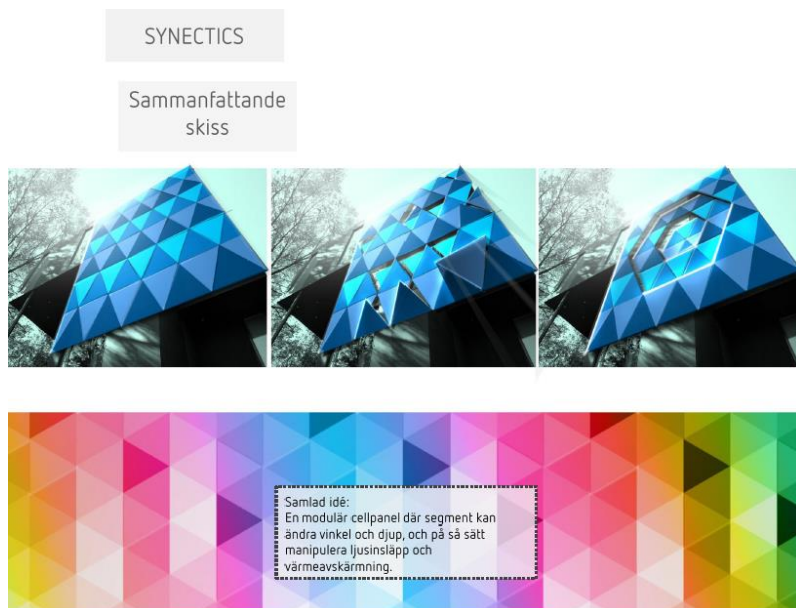 SYNECTICS
Sammanfattande
skiss
Samlad idé:
En modulär cellpanel där segment kan
ändra vinkel och djup, och på så sätt
manipulera ljusinsläpp och
värmeavskärmning.